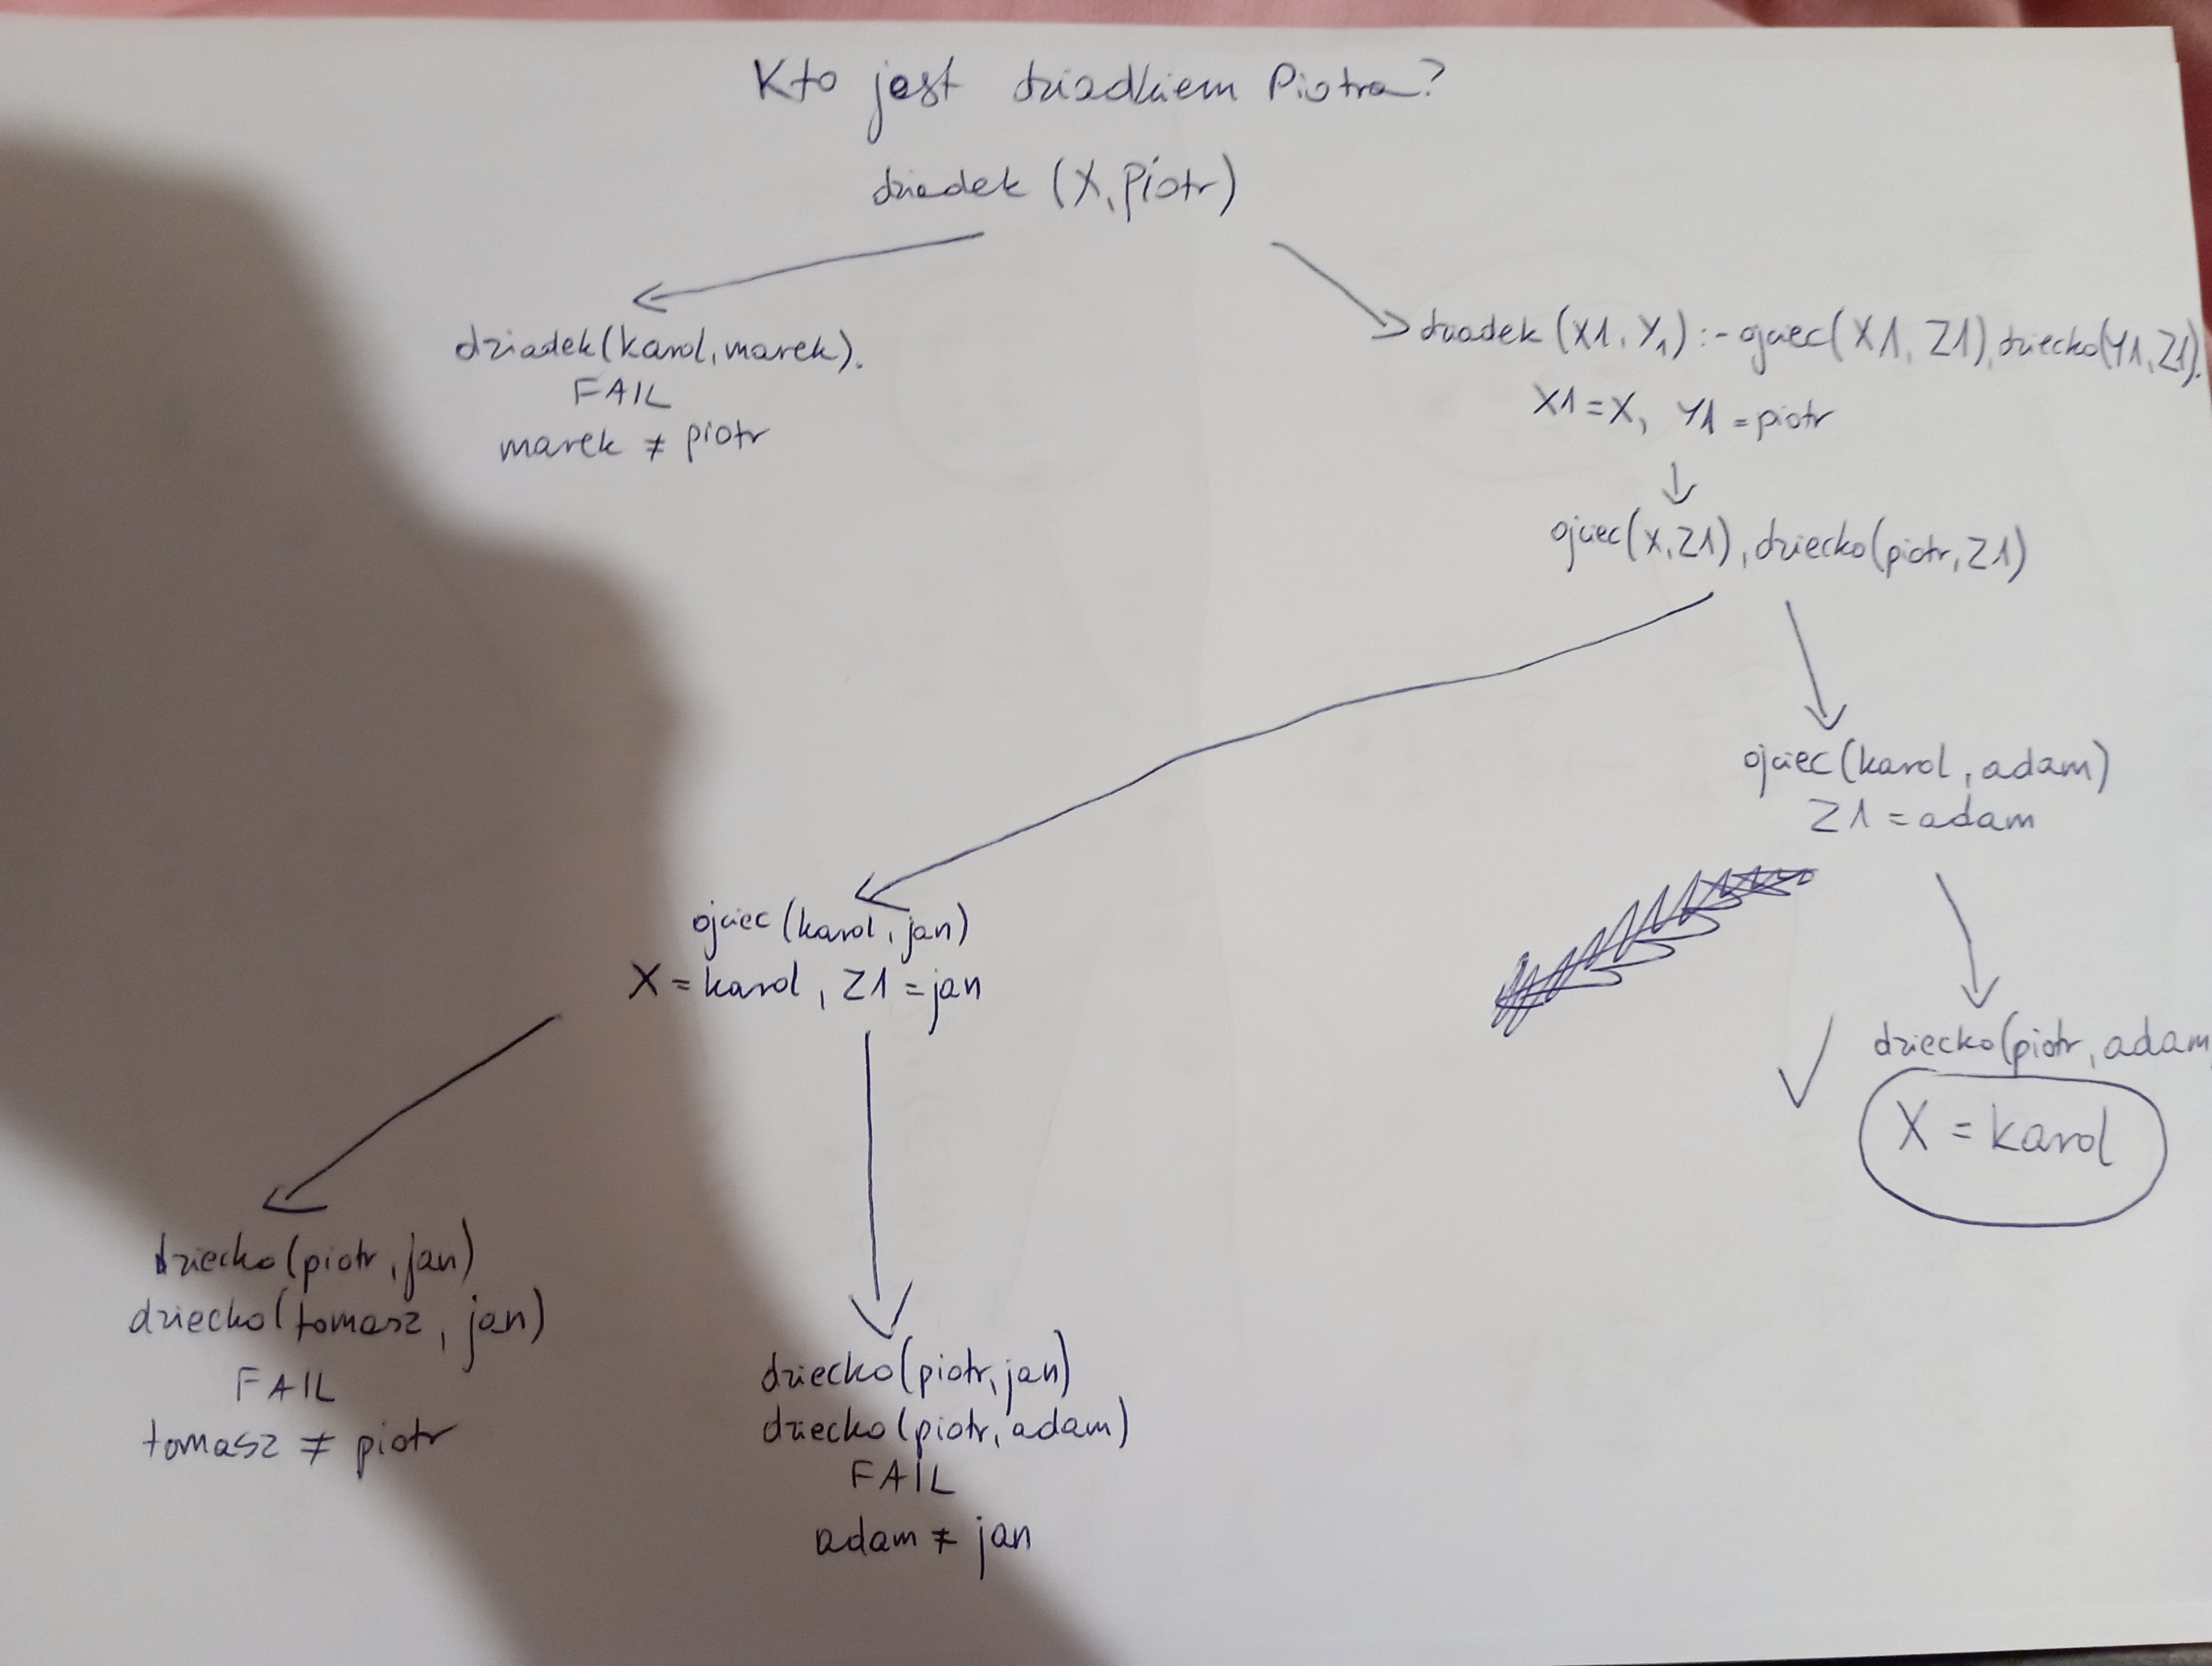 Kto jest dziadkiem Piotra?
dziadek (X, Piotr)
dziadek(karol, marek).
FAIL
marek ≠ piotr
dziadek (X1, Y1) :- ojciec(X1, Z1), dziecko(Y1, Z1).
X1 = X, Y1 = piotr
ojciec(X, Z1), dziecko(piotr, Z1)
ojciec(karol, adam)
Z1 = adam
ojciec(karol, jan)
X = karol, Z1 = jan
dziecko(piotr, adam)
X = karol
dziecko(piotr, jan)
dziecko(tomasz, jan)
FAIL
tomasz ≠ piotr
dziecko(piotr, jan)
dziecko(piotr, adam)
FAIL
adam ≠ jan